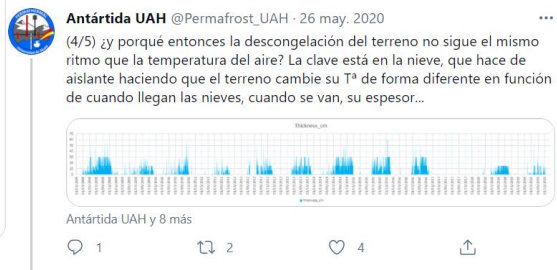 Antártida UAH @Permafrost_UAH · 26 may. 2020
(4/5) ¿y porqué entonces la descongelación del terreno no sigue el mismo
ritmo que la temperatura del aire? La clave está en la nieve, que hace de
aislante haciendo que el terreno cambie su Tª de forma diferente en función
de cuando llegan las nieves, cuando se van, su espesor...
Thickness_cm
Antártida UAH y 8 más
1 2 4